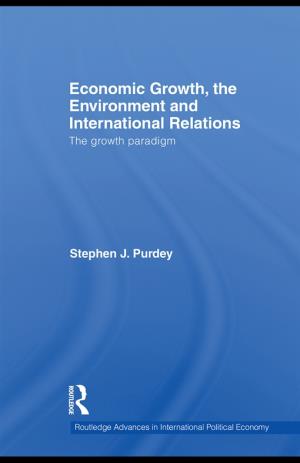 Economic Growth, the
Environment and
International Relations
The growth paradigm
Stephen J. Purdey
ROUTLEDGE
Routledge Advances in International Political Economy